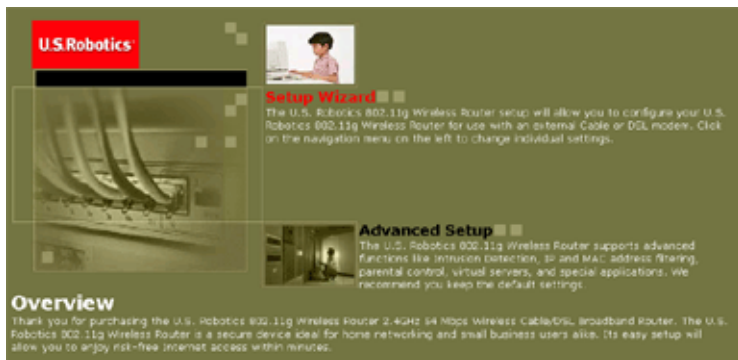 U.S.Robotics
Setup Wizard
The U.S. Robotics 802.11g Wireless Router setup will allow you to configure your U.S.
Robotics 802.11g Wireless Router for use with an external Cable or DSL modem. Click
on the navigation menu on the left to change individual settings.
Advanced Setup
The U.S. Robotics 802.11g Wireless Router supports advanced
functions like Intrusion Detection, IP and MAC address filtering,
parental control, virtual servers, and special applications. We
recommend you keep the default settings.
Overview
Thank you for purchasing the U.S. Robotics 802.11g Wireless Router 2.4GHz 54 Mbps Wireless Cable/DSL Broadband Router. The U.S.
Robotics 802.11g Wireless Router is a secure device ideal for home networking and small business users alike. Its easy setup will
allow you to enjoy risk-free Internet access within minutes.